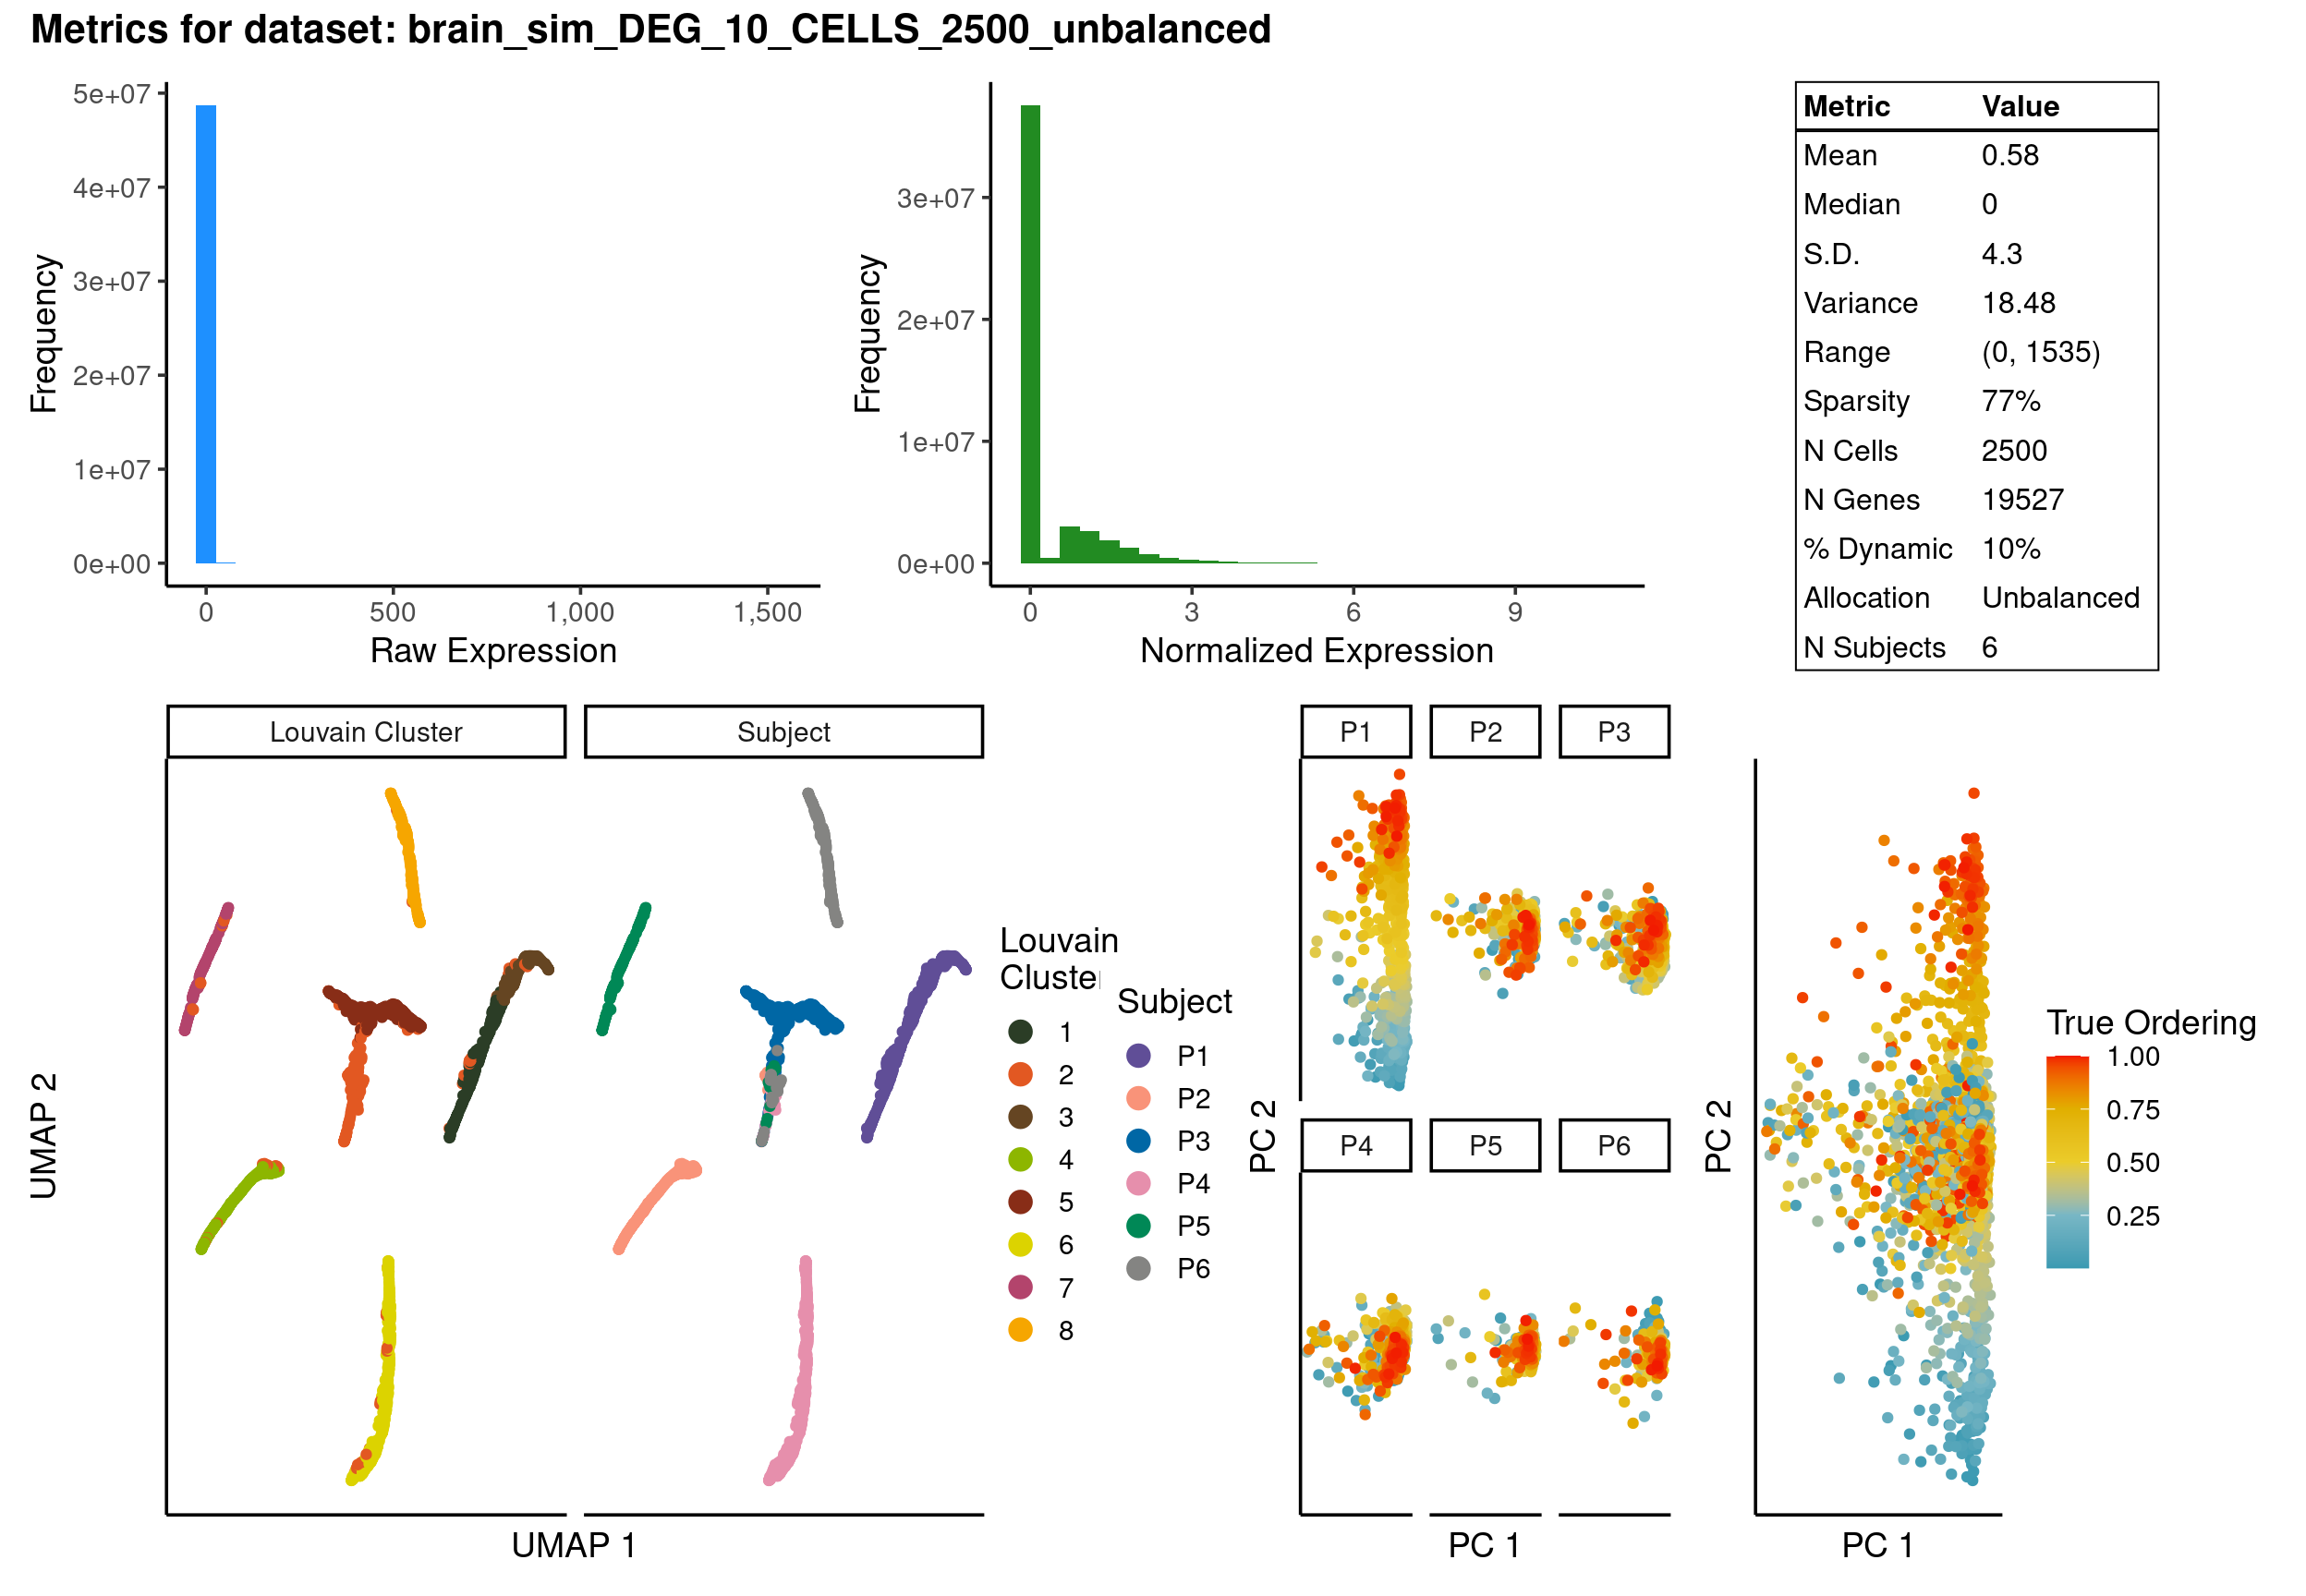 Metrics for dataset: brain_sim_DEG_10_CELLS_2500_unbalanced
Frequency
5e+07
4e+07
3e+07
2e+07
1e+07
0e+00
0 500 1,000 1,500
Raw Expression
Frequency
3e+07
2e+07
1e+07
0e+00
0 3 6 9
Normalized Expression
Metric Value
Mean 0.58
Median 0
S.D. 4.3
Variance 18.48
Range (0, 1535)
Sparsity 77%
N Cells 2500
N Genes 19527
% Dynamic 10%
Allocation Unbalanced
N Subjects 6
Louvain Cluster Subject
UMAP 2
UMAP 1
Louvain
Cluster
1
2
3
4
5
6
7
8
Subject
P1
P2
P3
P4
P5
P6
P1 P2 P3
P4 P5 P6
PC 2
PC 1
PC 2
PC 1
True Ordering
1.00
0.75
0.50
0.25